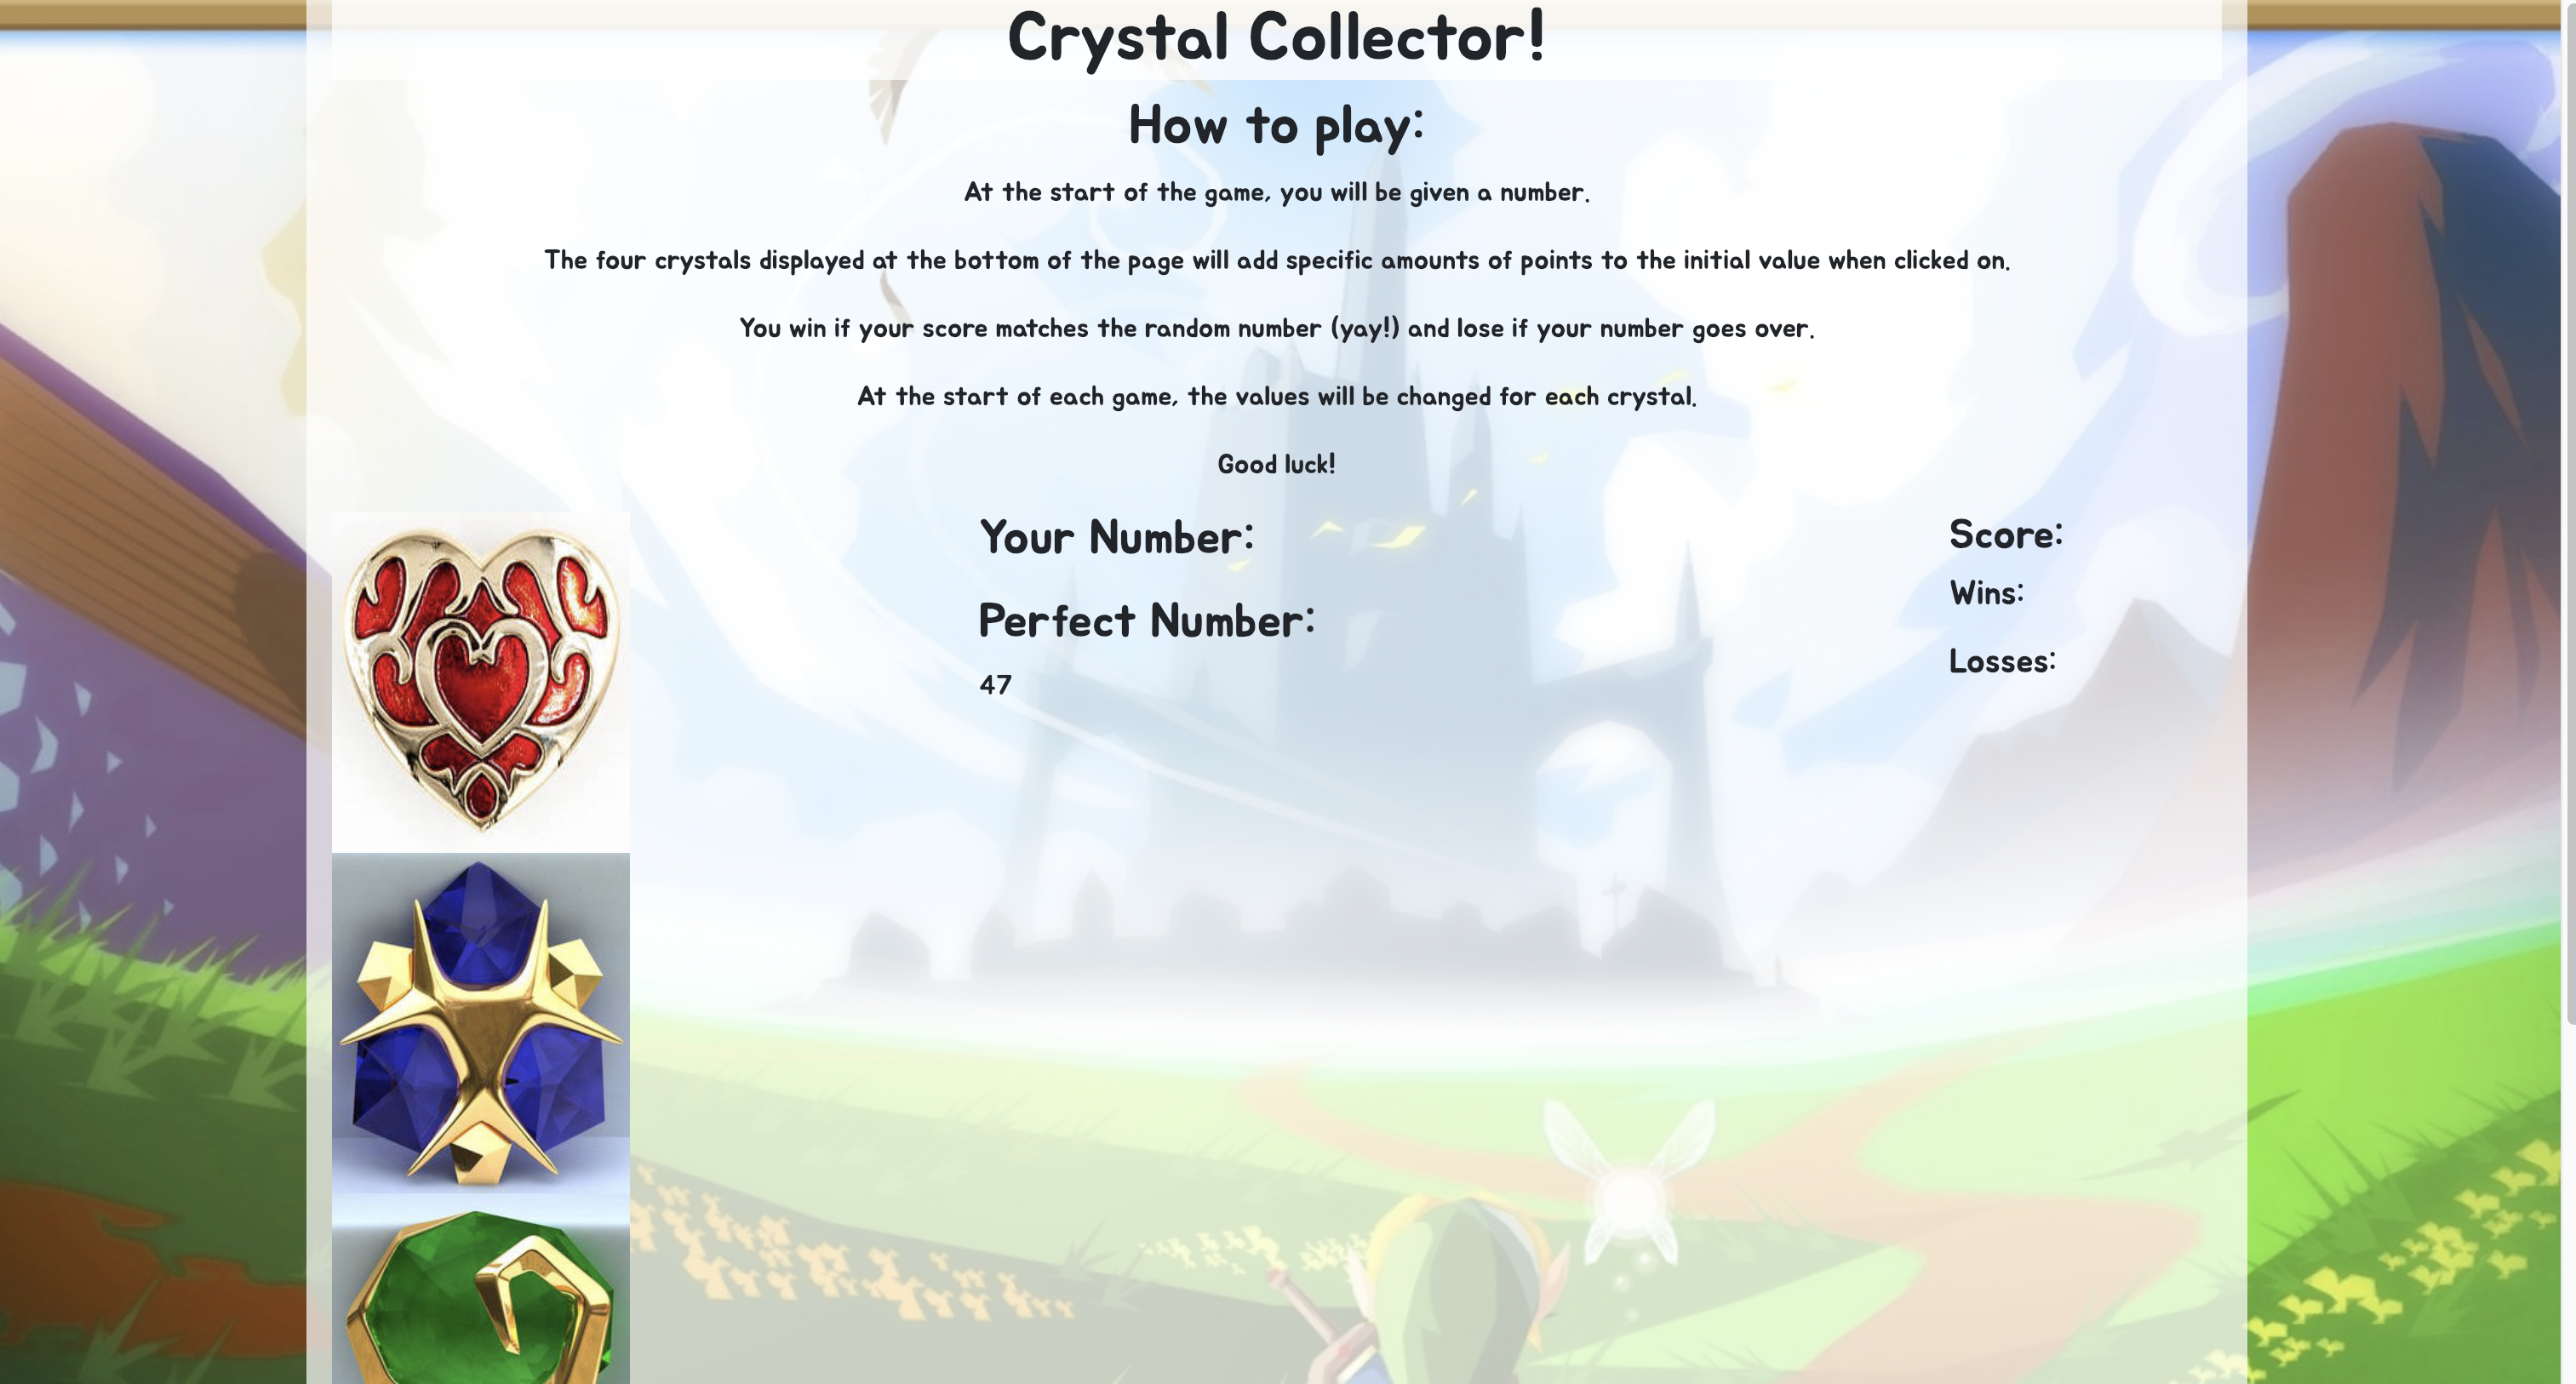 Crystal Collector!
How to play:
At the start of the game, you will be given a number.
The four crystals displayed at the bottom of the page will add specific amounts of points to the initial value when clicked on.
You win if your score matches the random number (yay!) and lose if your number goes over.
At the start of each game, the values will be changed for each crystal.
Good luck!
Your Number:
Perfect Number:
47
Score:
Wins:
Losses: